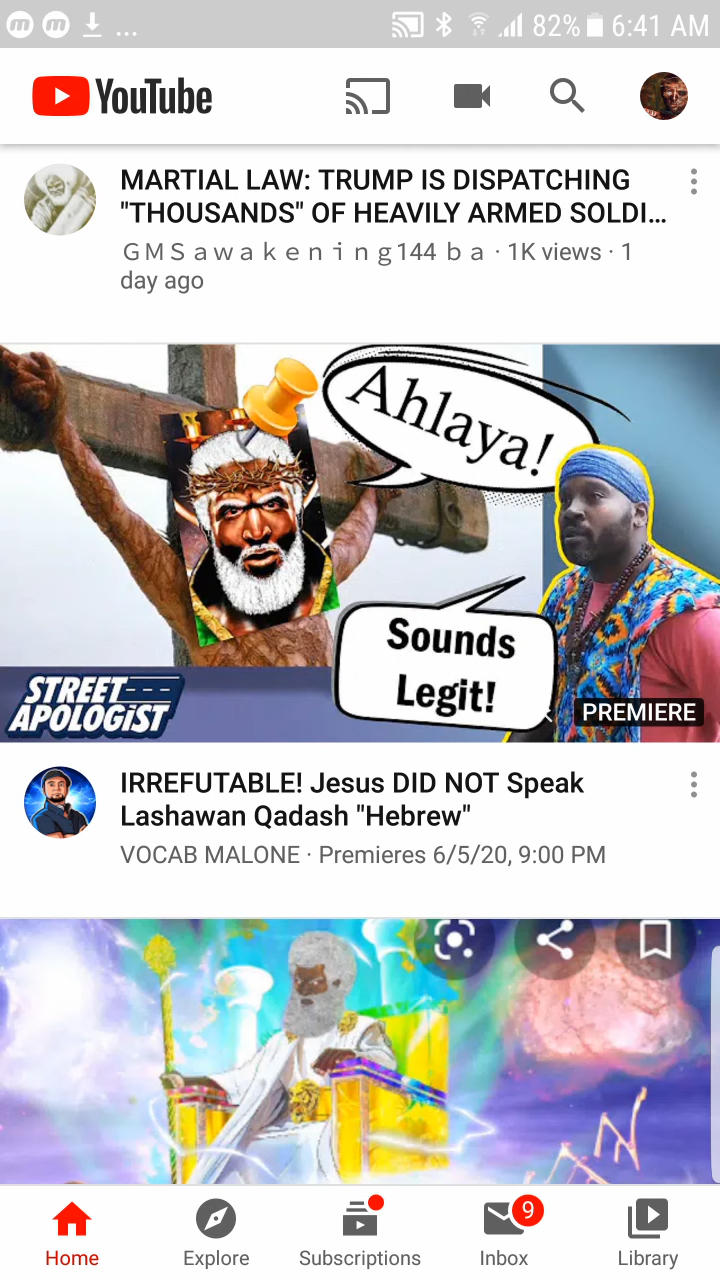 82% 6:41 AM
YouTube
MARTIAL LAW: TRUMP IS DISPATCHING
"THOUSANDS" OF HEAVILY ARMED SOLDI...
G M S a w a k e n i n g 144 b a · 1K views · 1
day ago
Ahlaya!
Sounds
Legit!
STREET
APOLOGiST
PREMIERE
IRREFUTABLE! Jesus DID NOT Speak
Lashawan Qadash "Hebrew"
VOCAB MALONE · Premieres 6/5/20, 9:00 PM
9
Home Explore Subscriptions Inbox Library